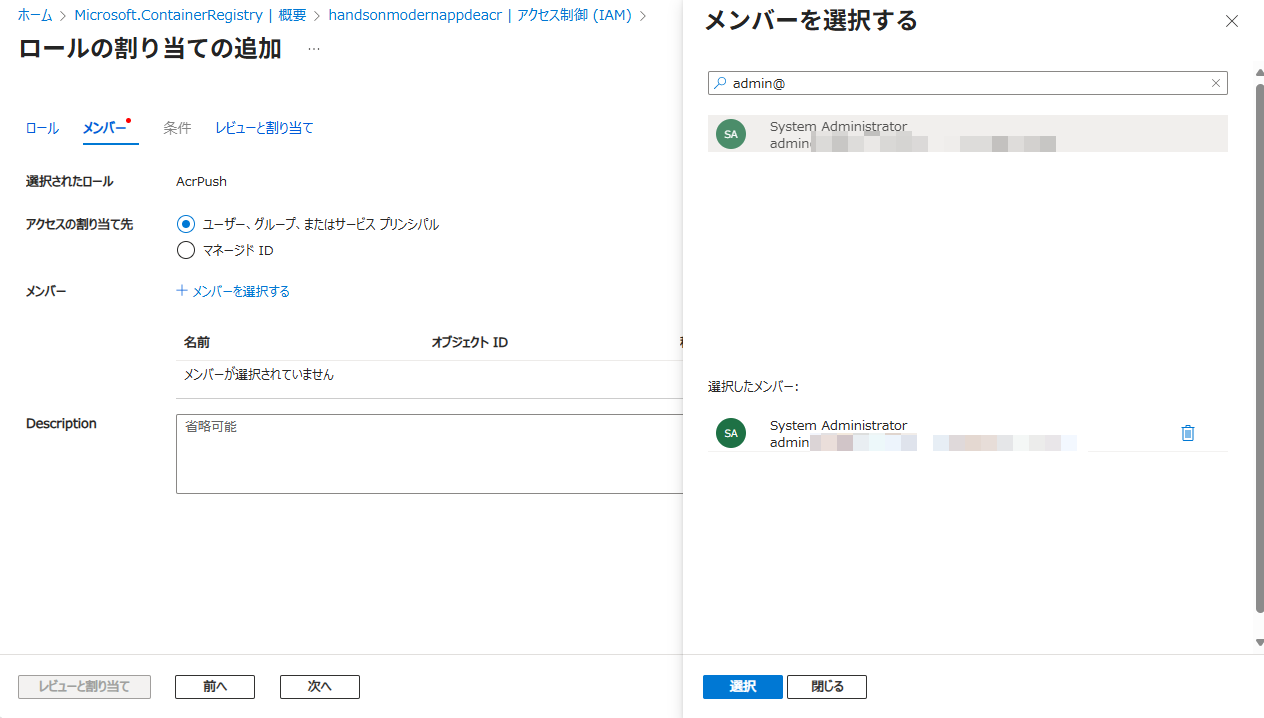 ホーム > Microsoft.ContainerRegistry | 概要 > handsonmodernappdeacr | アクセス制御 (IAM) >
ロールの割り当ての追加 …
ロール メンバー 条件 レビューと割り当て
選択されたロール AcrPush
アクセスの割り当て先 ユーザー、グループ、またはサービス プリンシパル
マネージド ID
メンバー + メンバーを選択する
名前 オブジェクト ID
メンバーが選択されていません
Description 省略可能
レビューと割り当て 前へ 次へ
メンバーを選択する
admin@
SA System Administrator
admin
選択したメンバー:
SA System Administrator
admin
選択 閉じる